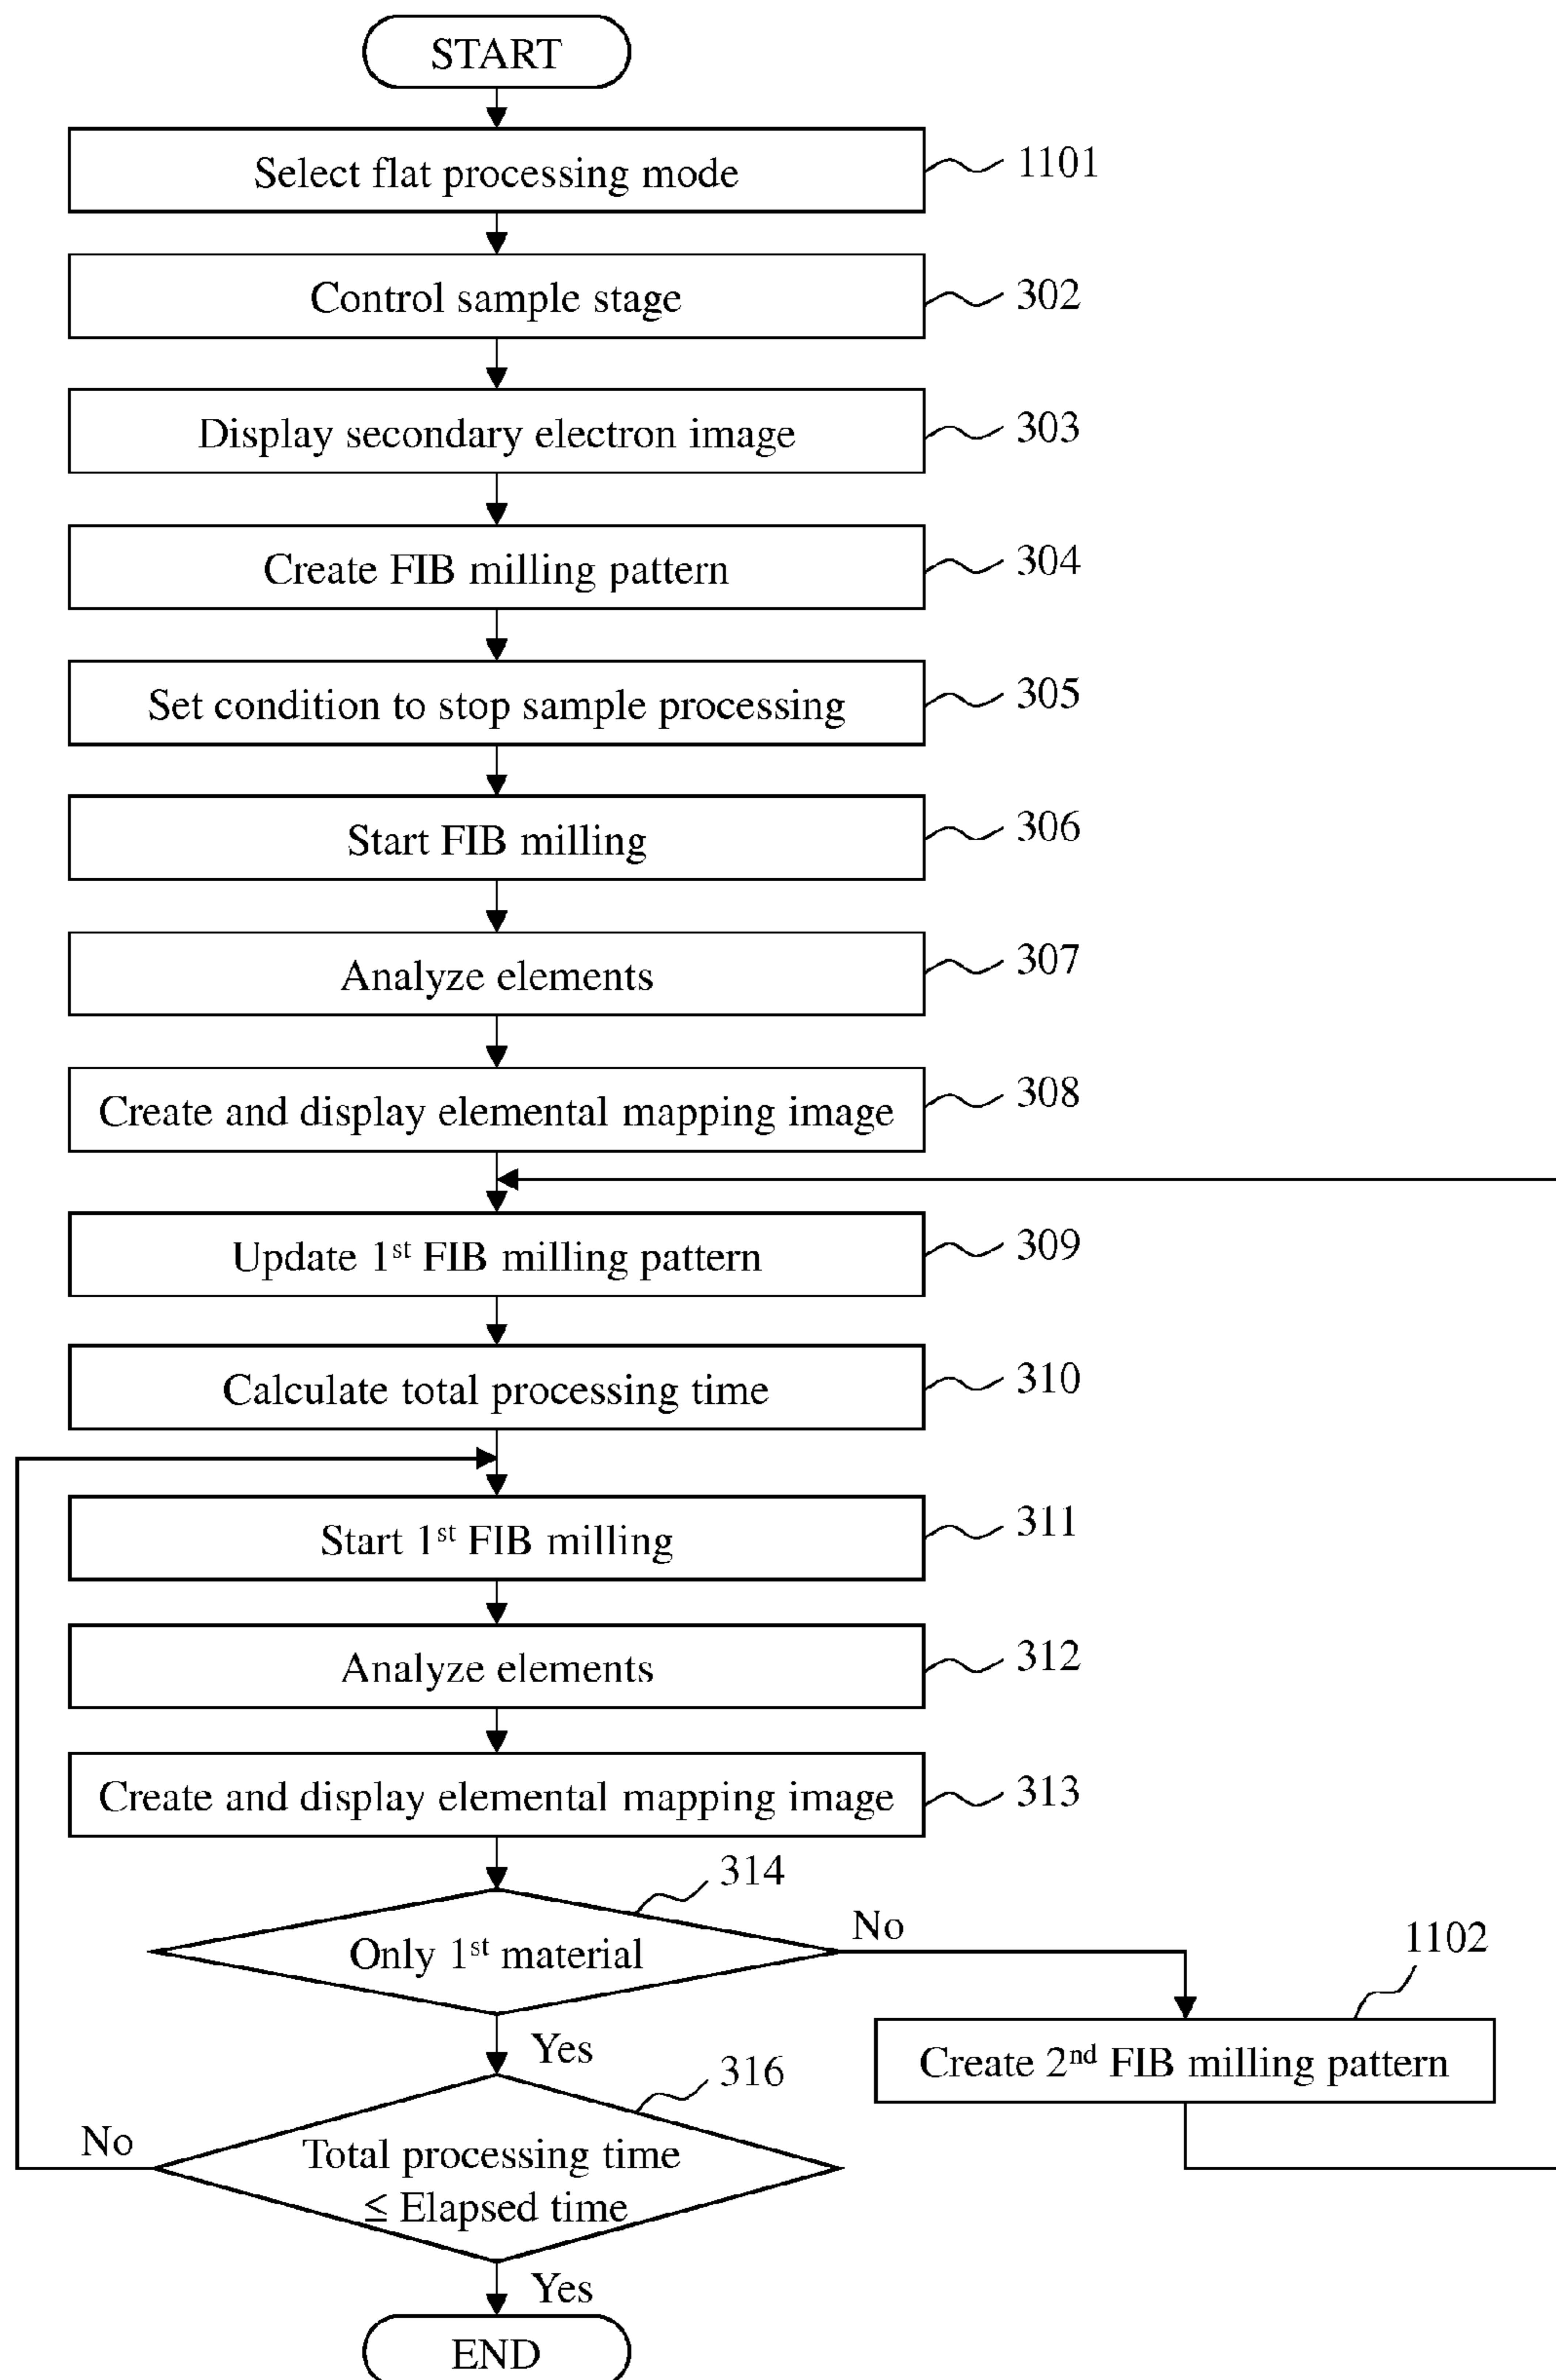 START
Select flat processing mode
1101
Control sample stage
302
Display secondary electron image
303
Create FIB milling pattern
304
Set condition to stop sample processing
305
Start FIB milling
306
Analyze elements
307
Create and display elemental mapping image
308
Update 1st FIB milling pattern
309
Calculate total processing time
310
Start 1st FIB milling
311
Analyze elements
312
Create and display elemental mapping image
313
314
Only 1st material
No
1102
Create 2nd FIB milling pattern
Yes
316
No
Total processing time
≤ Elapsed time
Yes
END